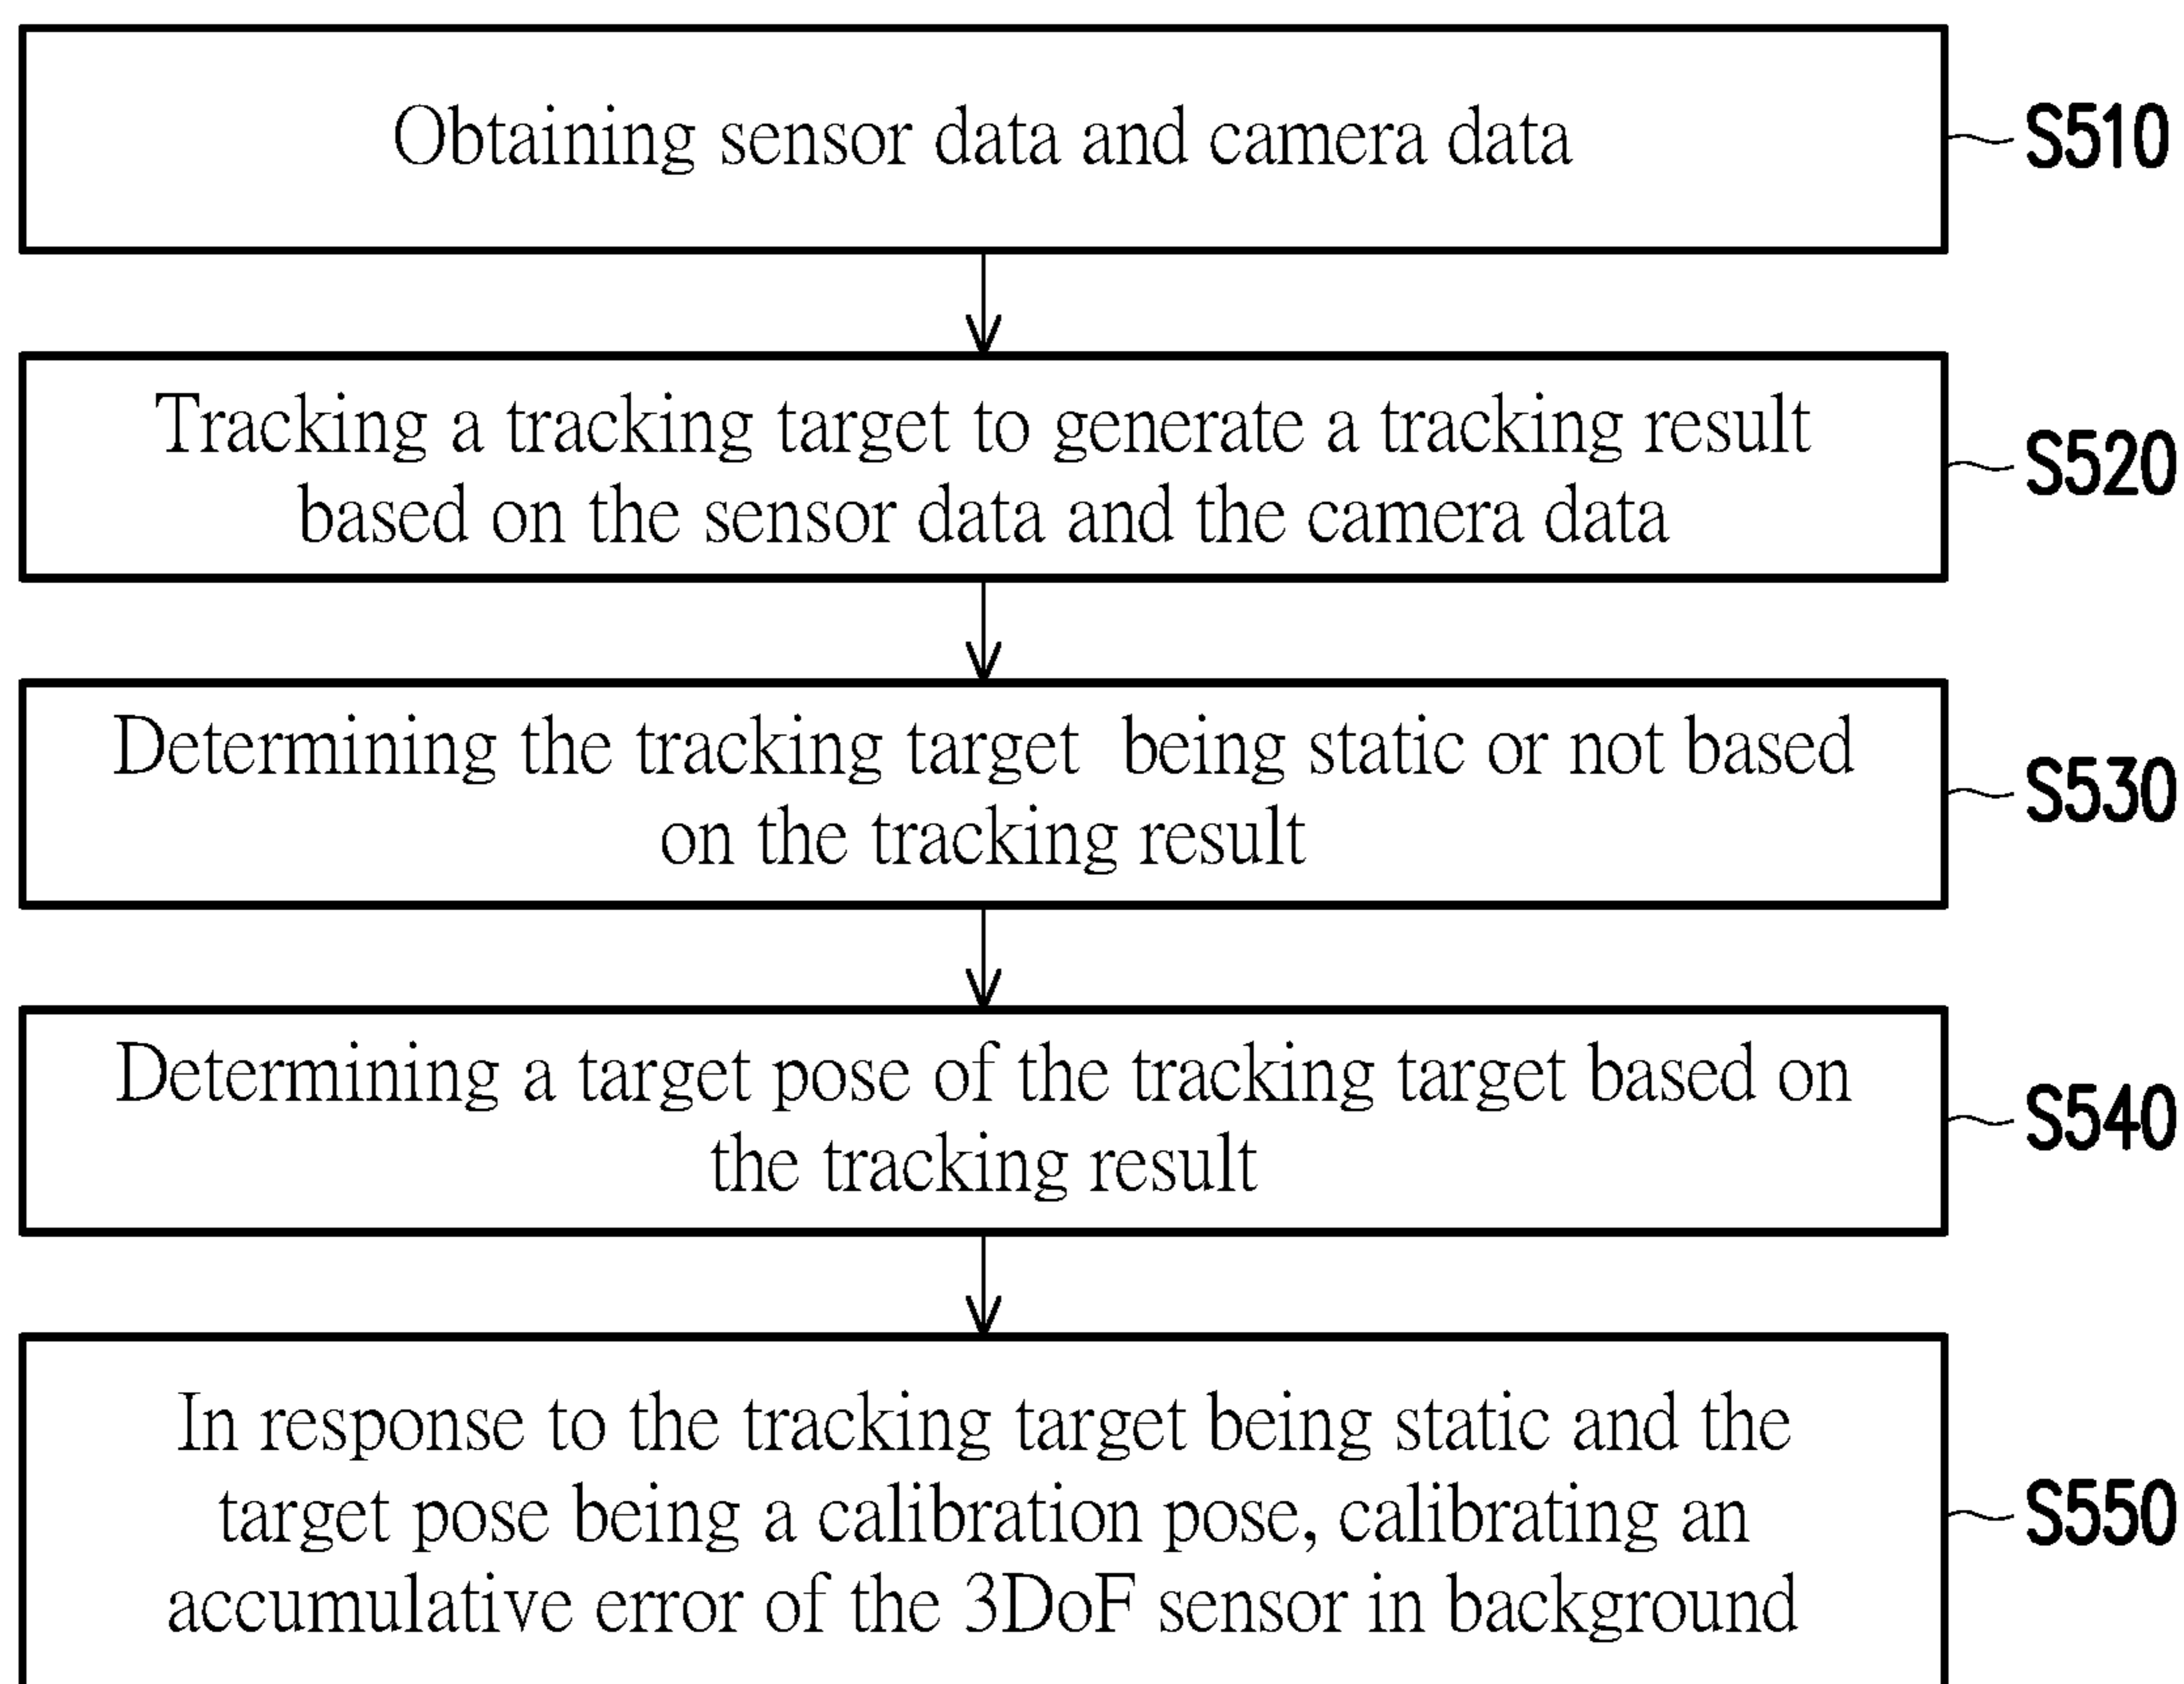 Obtaining sensor data and camera data
S510
Tracking a tracking target to generate a tracking result
based on the sensor data and the camera data
S520
Determining the tracking target being static or not based
on the tracking result
S530
Determining a target pose of the tracking target based on
the tracking result
S540
In response to the tracking target being static and the
target pose being a calibration pose, calibrating an
accumulative error of the 3DoF sensor in background
S550